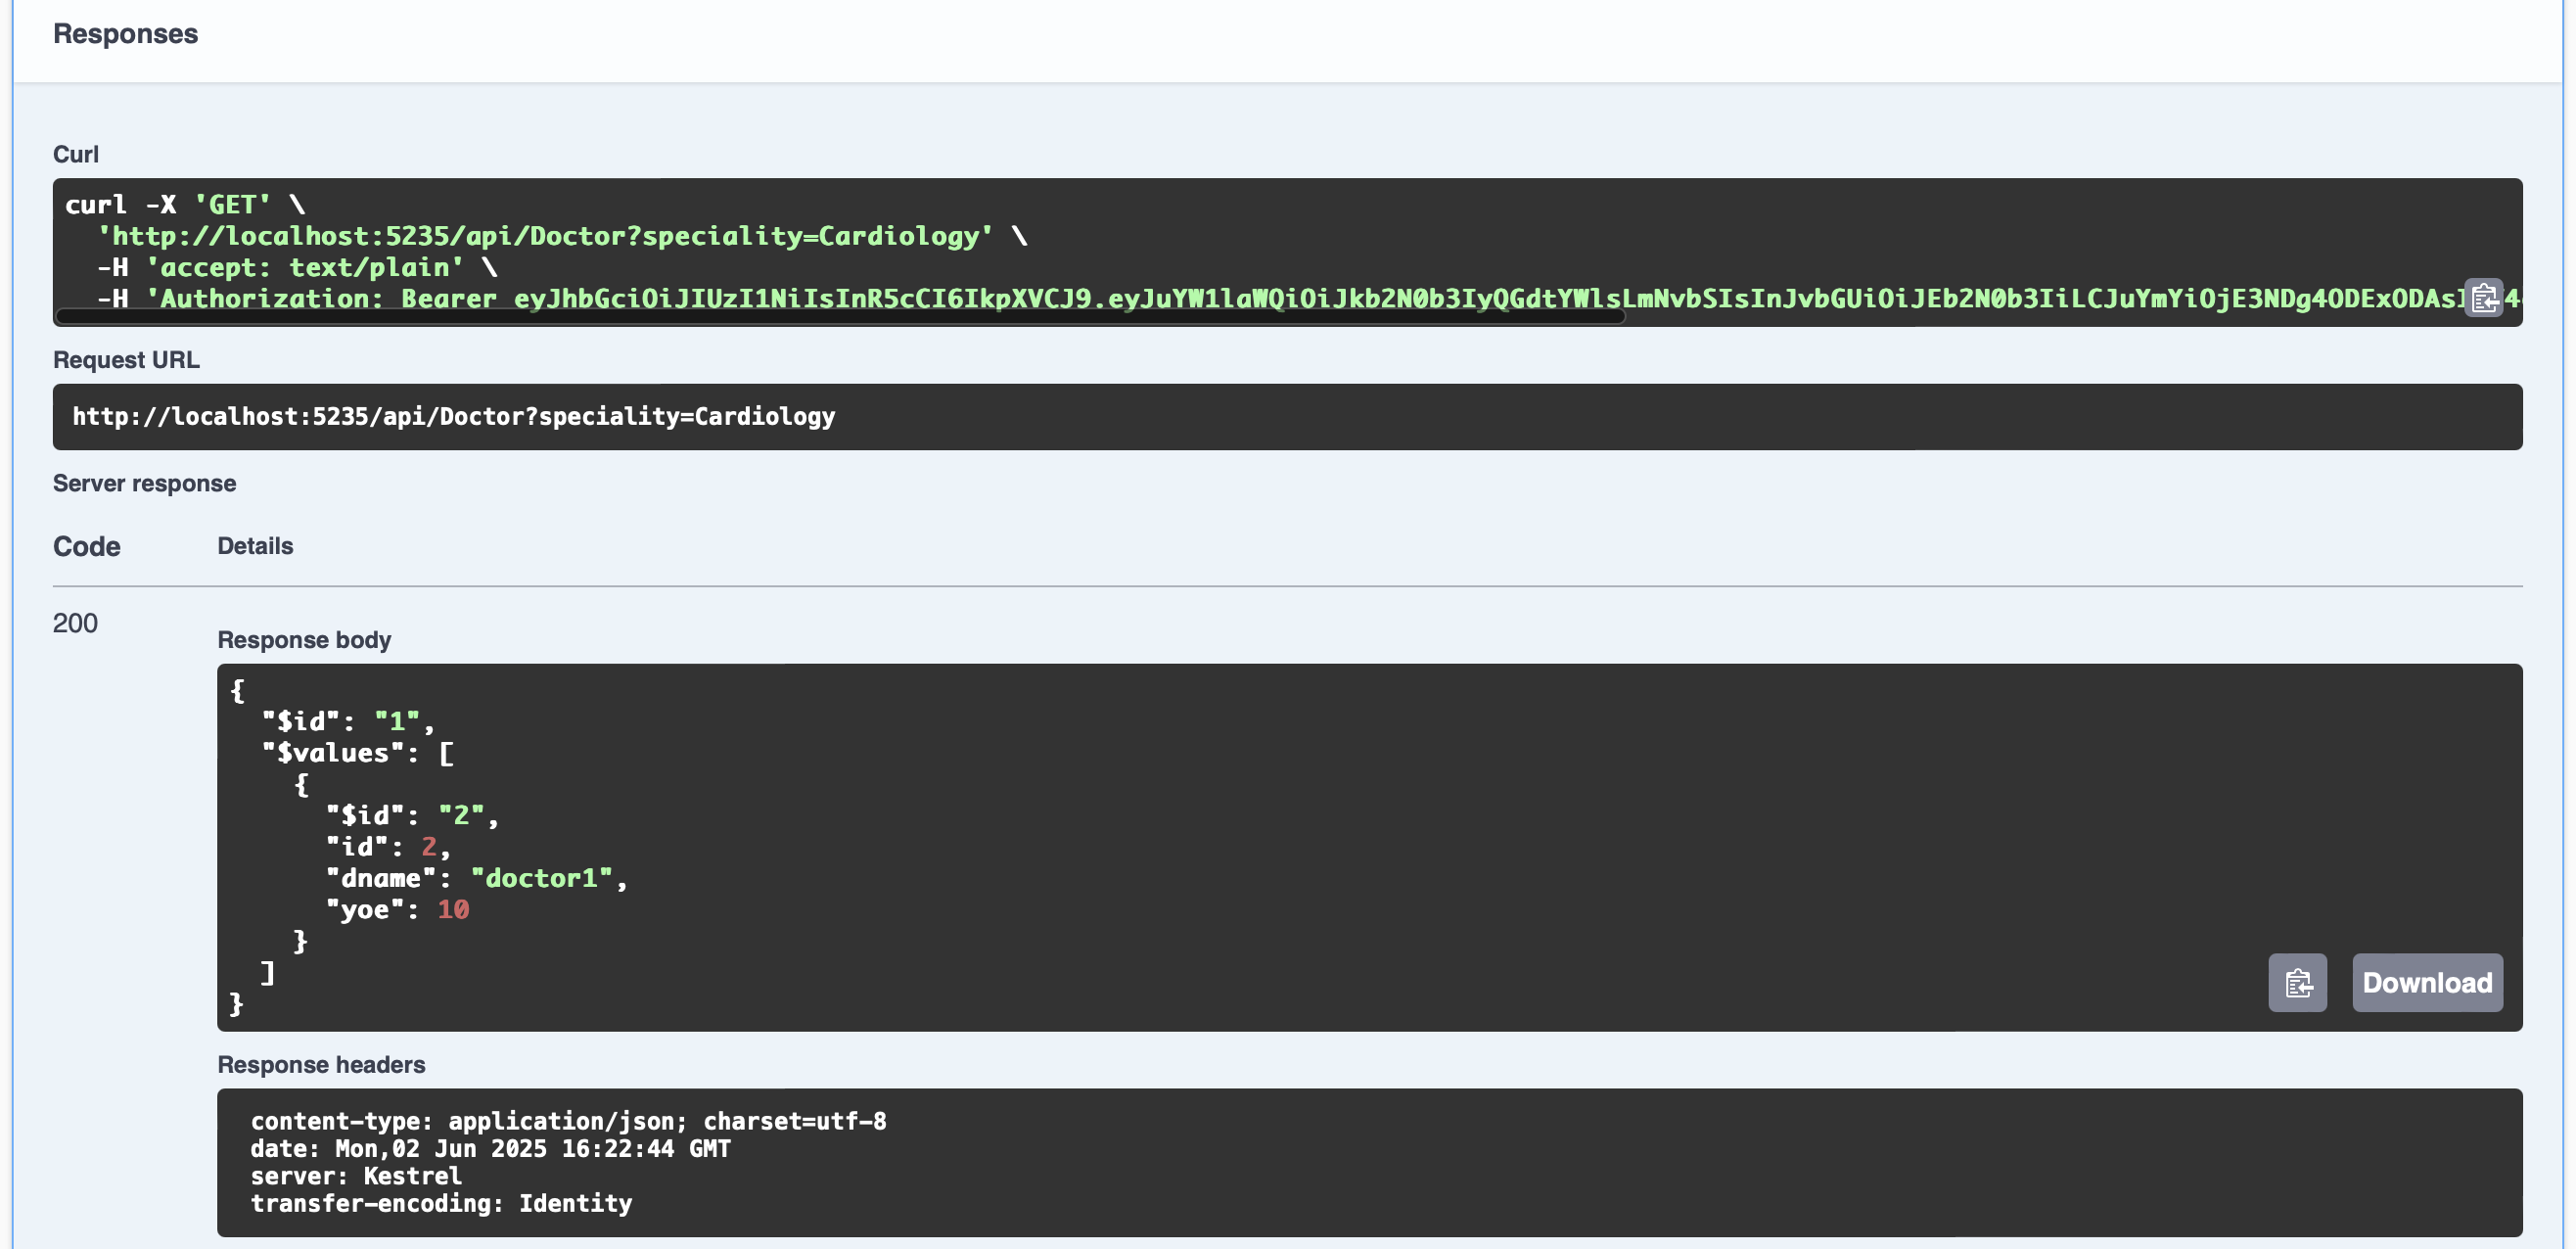 Responses
Curl
curl -X 'GET' \
'http://localhost:5235/api/Doctor?speciality=Cardiology' \
-H 'accept: text/plain' \
-H 'Authorization: Bearer eyJhbGciOiJIUzI1NiIsInR5cCI6IkpXVCJ9.eyJuYW1laWQiOiJkb2N0b3IyQGdtYWlsLmNvbSIsInJvbGUiOiJEb2N0b3IiLCJuYmYiOjE3NDg4ODExODAsI
Request URL
http://localhost:5235/api/Doctor?speciality=Cardiology
Server response
Code Details
200
Response body
{
"$id": "1",
"$values": [
{
"$id": "2",
"id": 2,
"dname": "doctor1",
"yoe": 10
}
]
}
Download
Response headers
content-type: application/json; charset=utf-8
date: Mon,02 Jun 2025 16:22:44 GMT
server: Kestrel
transfer-encoding: Identity